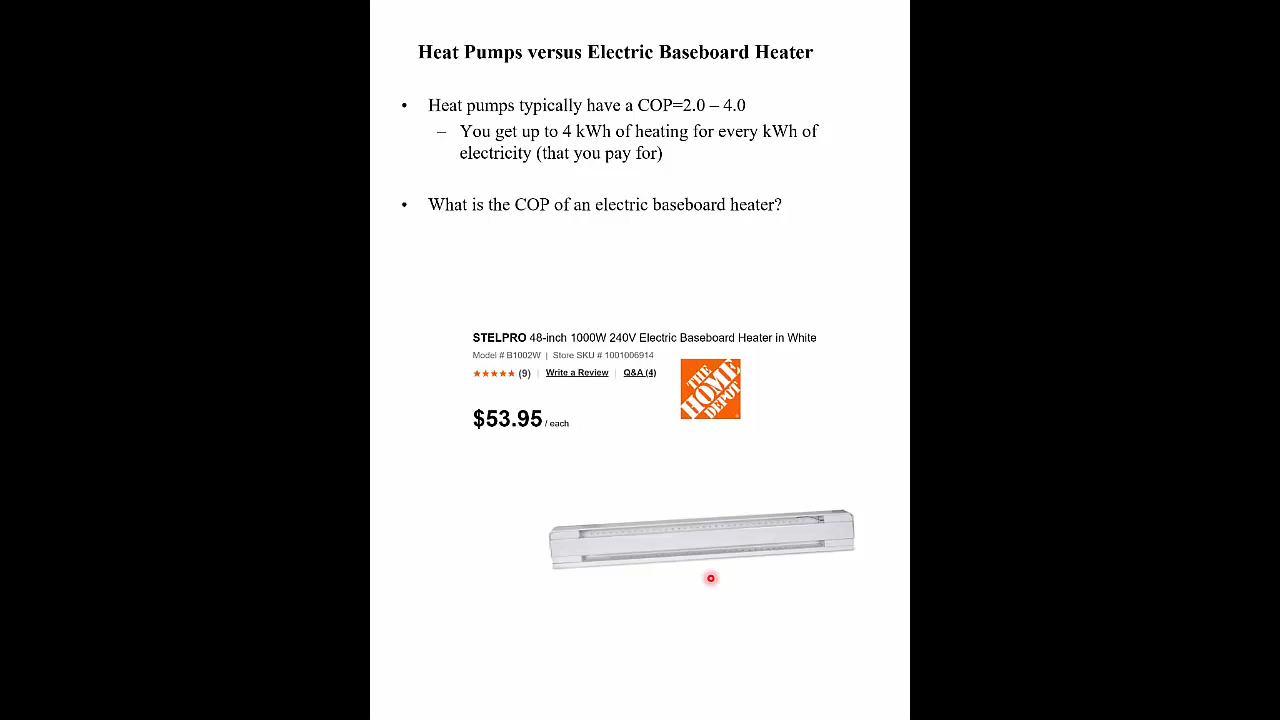 Heat Pumps versus Electric Baseboard Heater
• Heat pumps typically have a COP=2.0 – 4.0
– You get up to 4 kWh of heating for every kWh of
electricity (that you pay for)
• What is the COP of an electric baseboard heater?
STELPRO 48-inch 1000W 240V Electric Baseboard Heater in White
Model # B1002W | Store SKU # 1001006914
★★★★★ (9) | Write a Review | Q&A (4)
THE
HOME
DEPOT
$53.95 / each